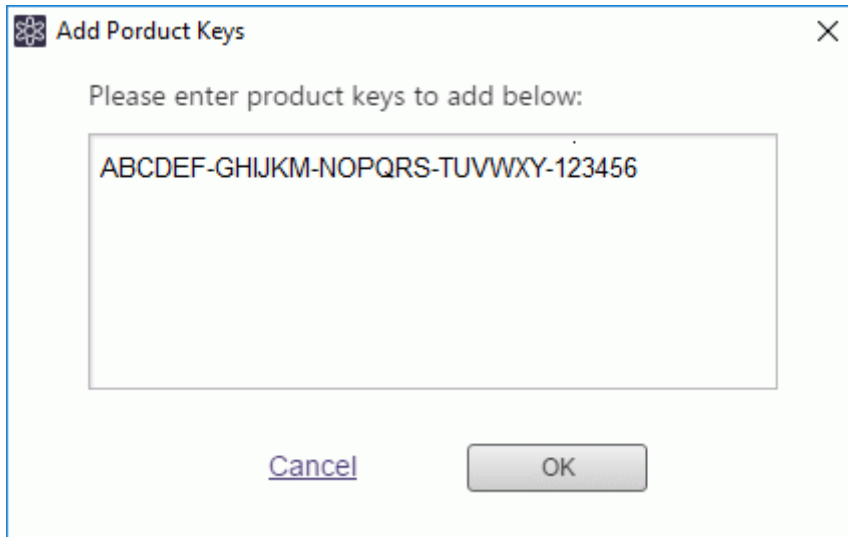 Add Porduct Keys
Please enter product keys to add below:
ABCDEF-GHIJKM-NOPQRS-TUVWXY-123456
Cancel
OK